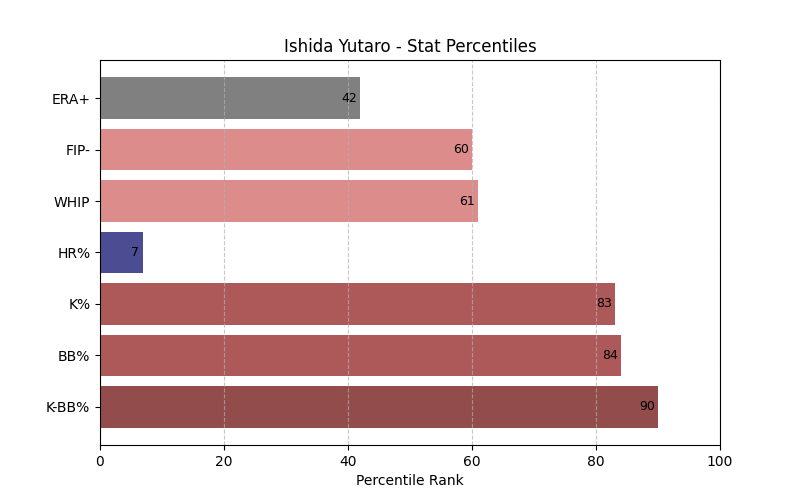 Ishida Yutaro - Stat Percentiles
ERA+ 42
FIP- 60
WHIP 61
HR% 7
K% 83
BB% 84
K-BB% 90
0 20 40 60 80 100
Percentile Rank